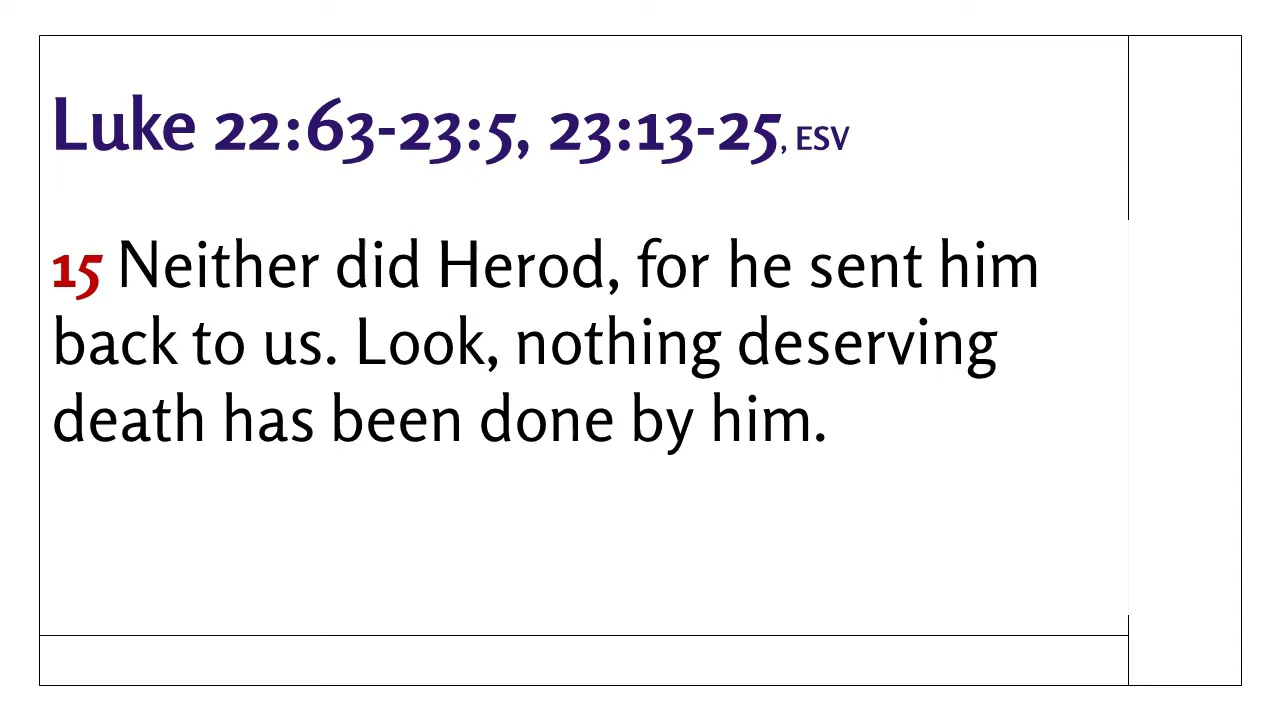 Luke 22:63-23:5, 23:13-25, ESV
15 Neither did Herod, for he sent him
back to us. Look, nothing deserving
death has been done by him.